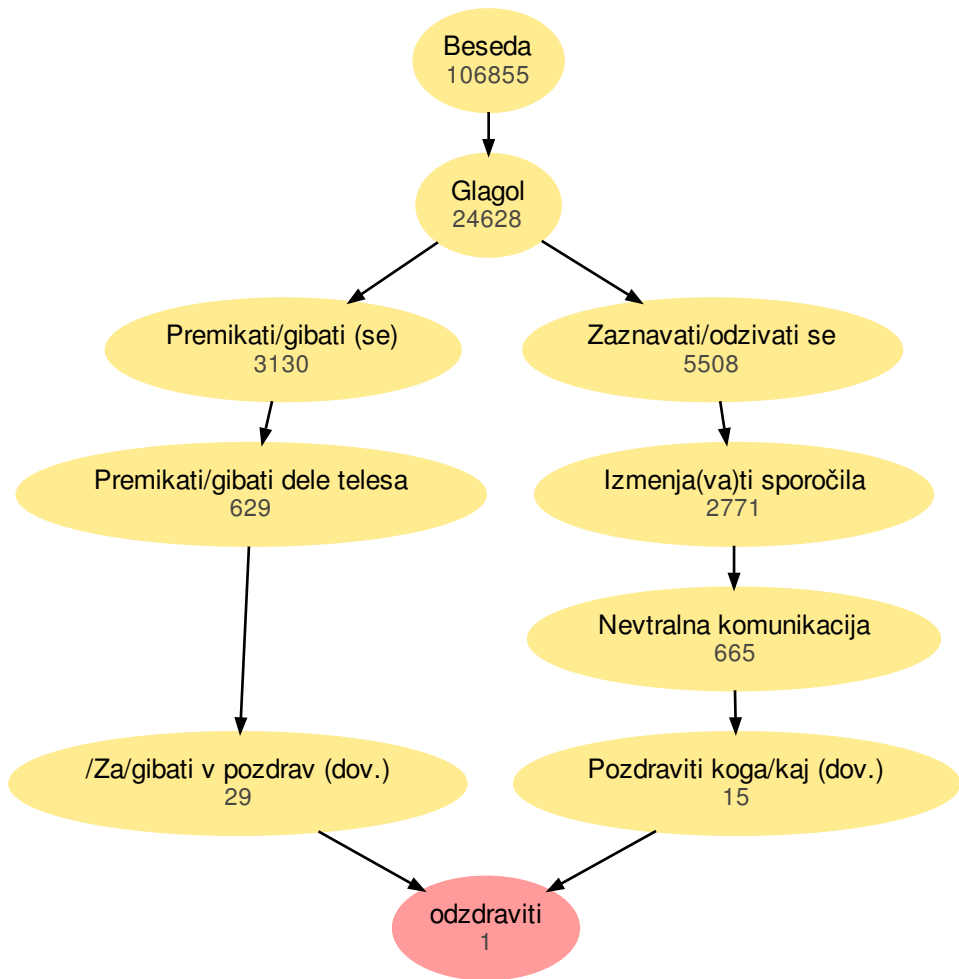 Beseda
106855
Glagol
24628
Premikati/gibati (se)
3130
Zaznavati/odzivati se
5508
Premikati/gibati dele telesa
629
Izmenja(va)ti sporočila
2771
Nevtralna komunikacija
665
/Za/gibati v pozdrav (dov.)
29
Pozdraviti koga/kaj (dov.)
15
odzdraviti
1